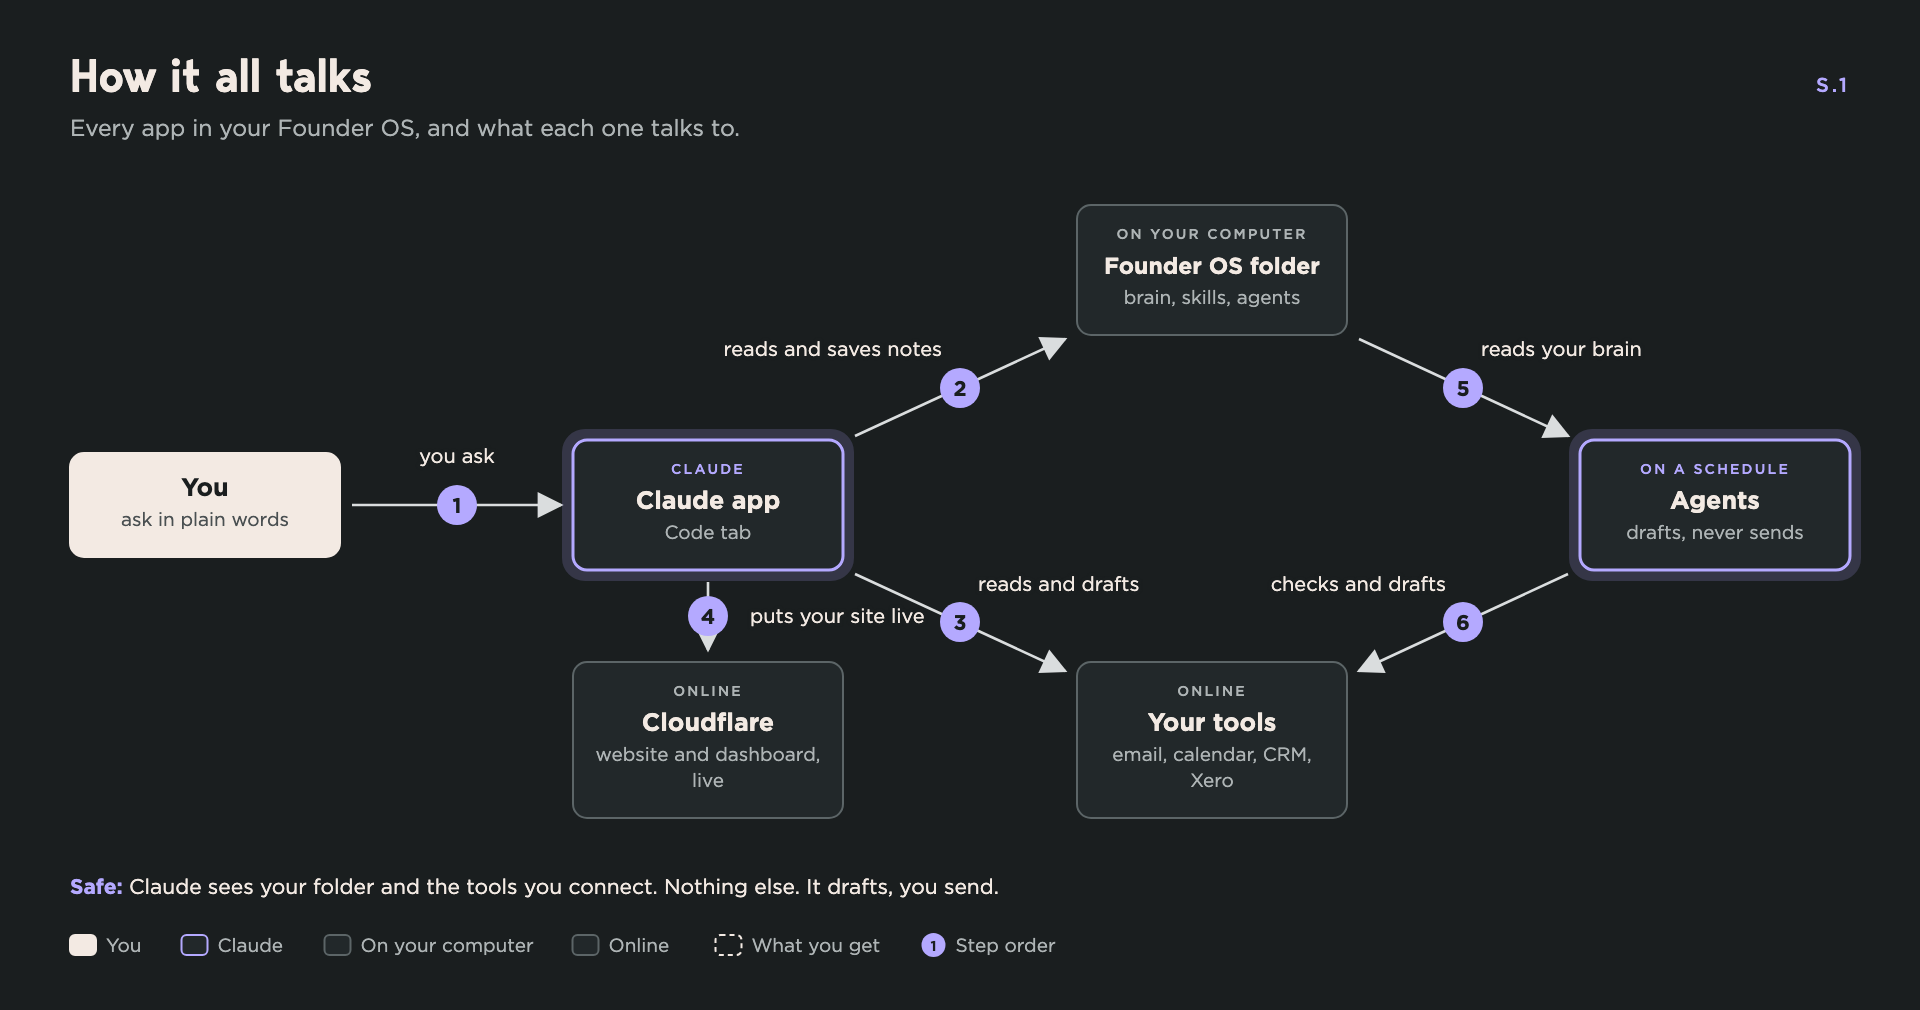 How it all talks
S.1
Every app in your Founder OS, and what each one talks to.
ON YOUR COMPUTER
Founder OS folder
brain, skills, agents
reads and saves notes
2
reads your brain
5
You
ask in plain words
you ask
1
CLAUDE
Claude app
Code tab
ON A SCHEDULE
Agents
drafts, never sends
4
puts your site live
reads and drafts
3
checks and drafts
6
ONLINE
Cloudflare
website and dashboard,
live
ONLINE
Your tools
email, calendar, CRM,
Xero
Safe: Claude sees your folder and the tools you connect. Nothing else. It drafts, you send.
You
Claude
On your computer
Online
What you get
1
Step order